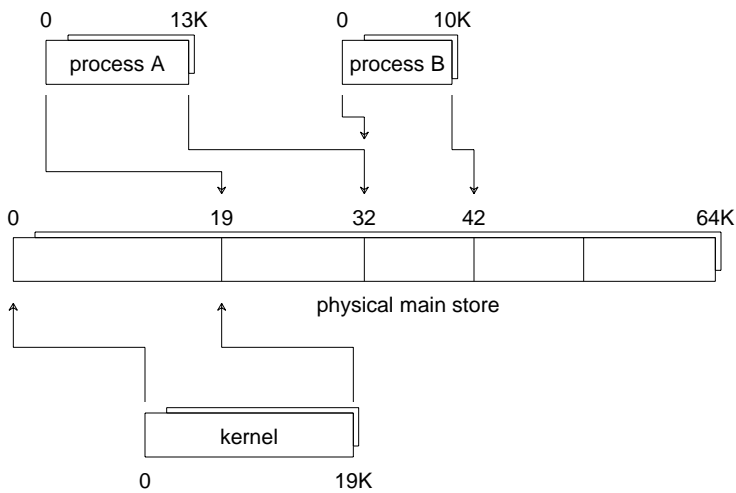 0 13K 0 10K
process A process B
0 19 32 42 64K
physical main store
kernel
0 19K